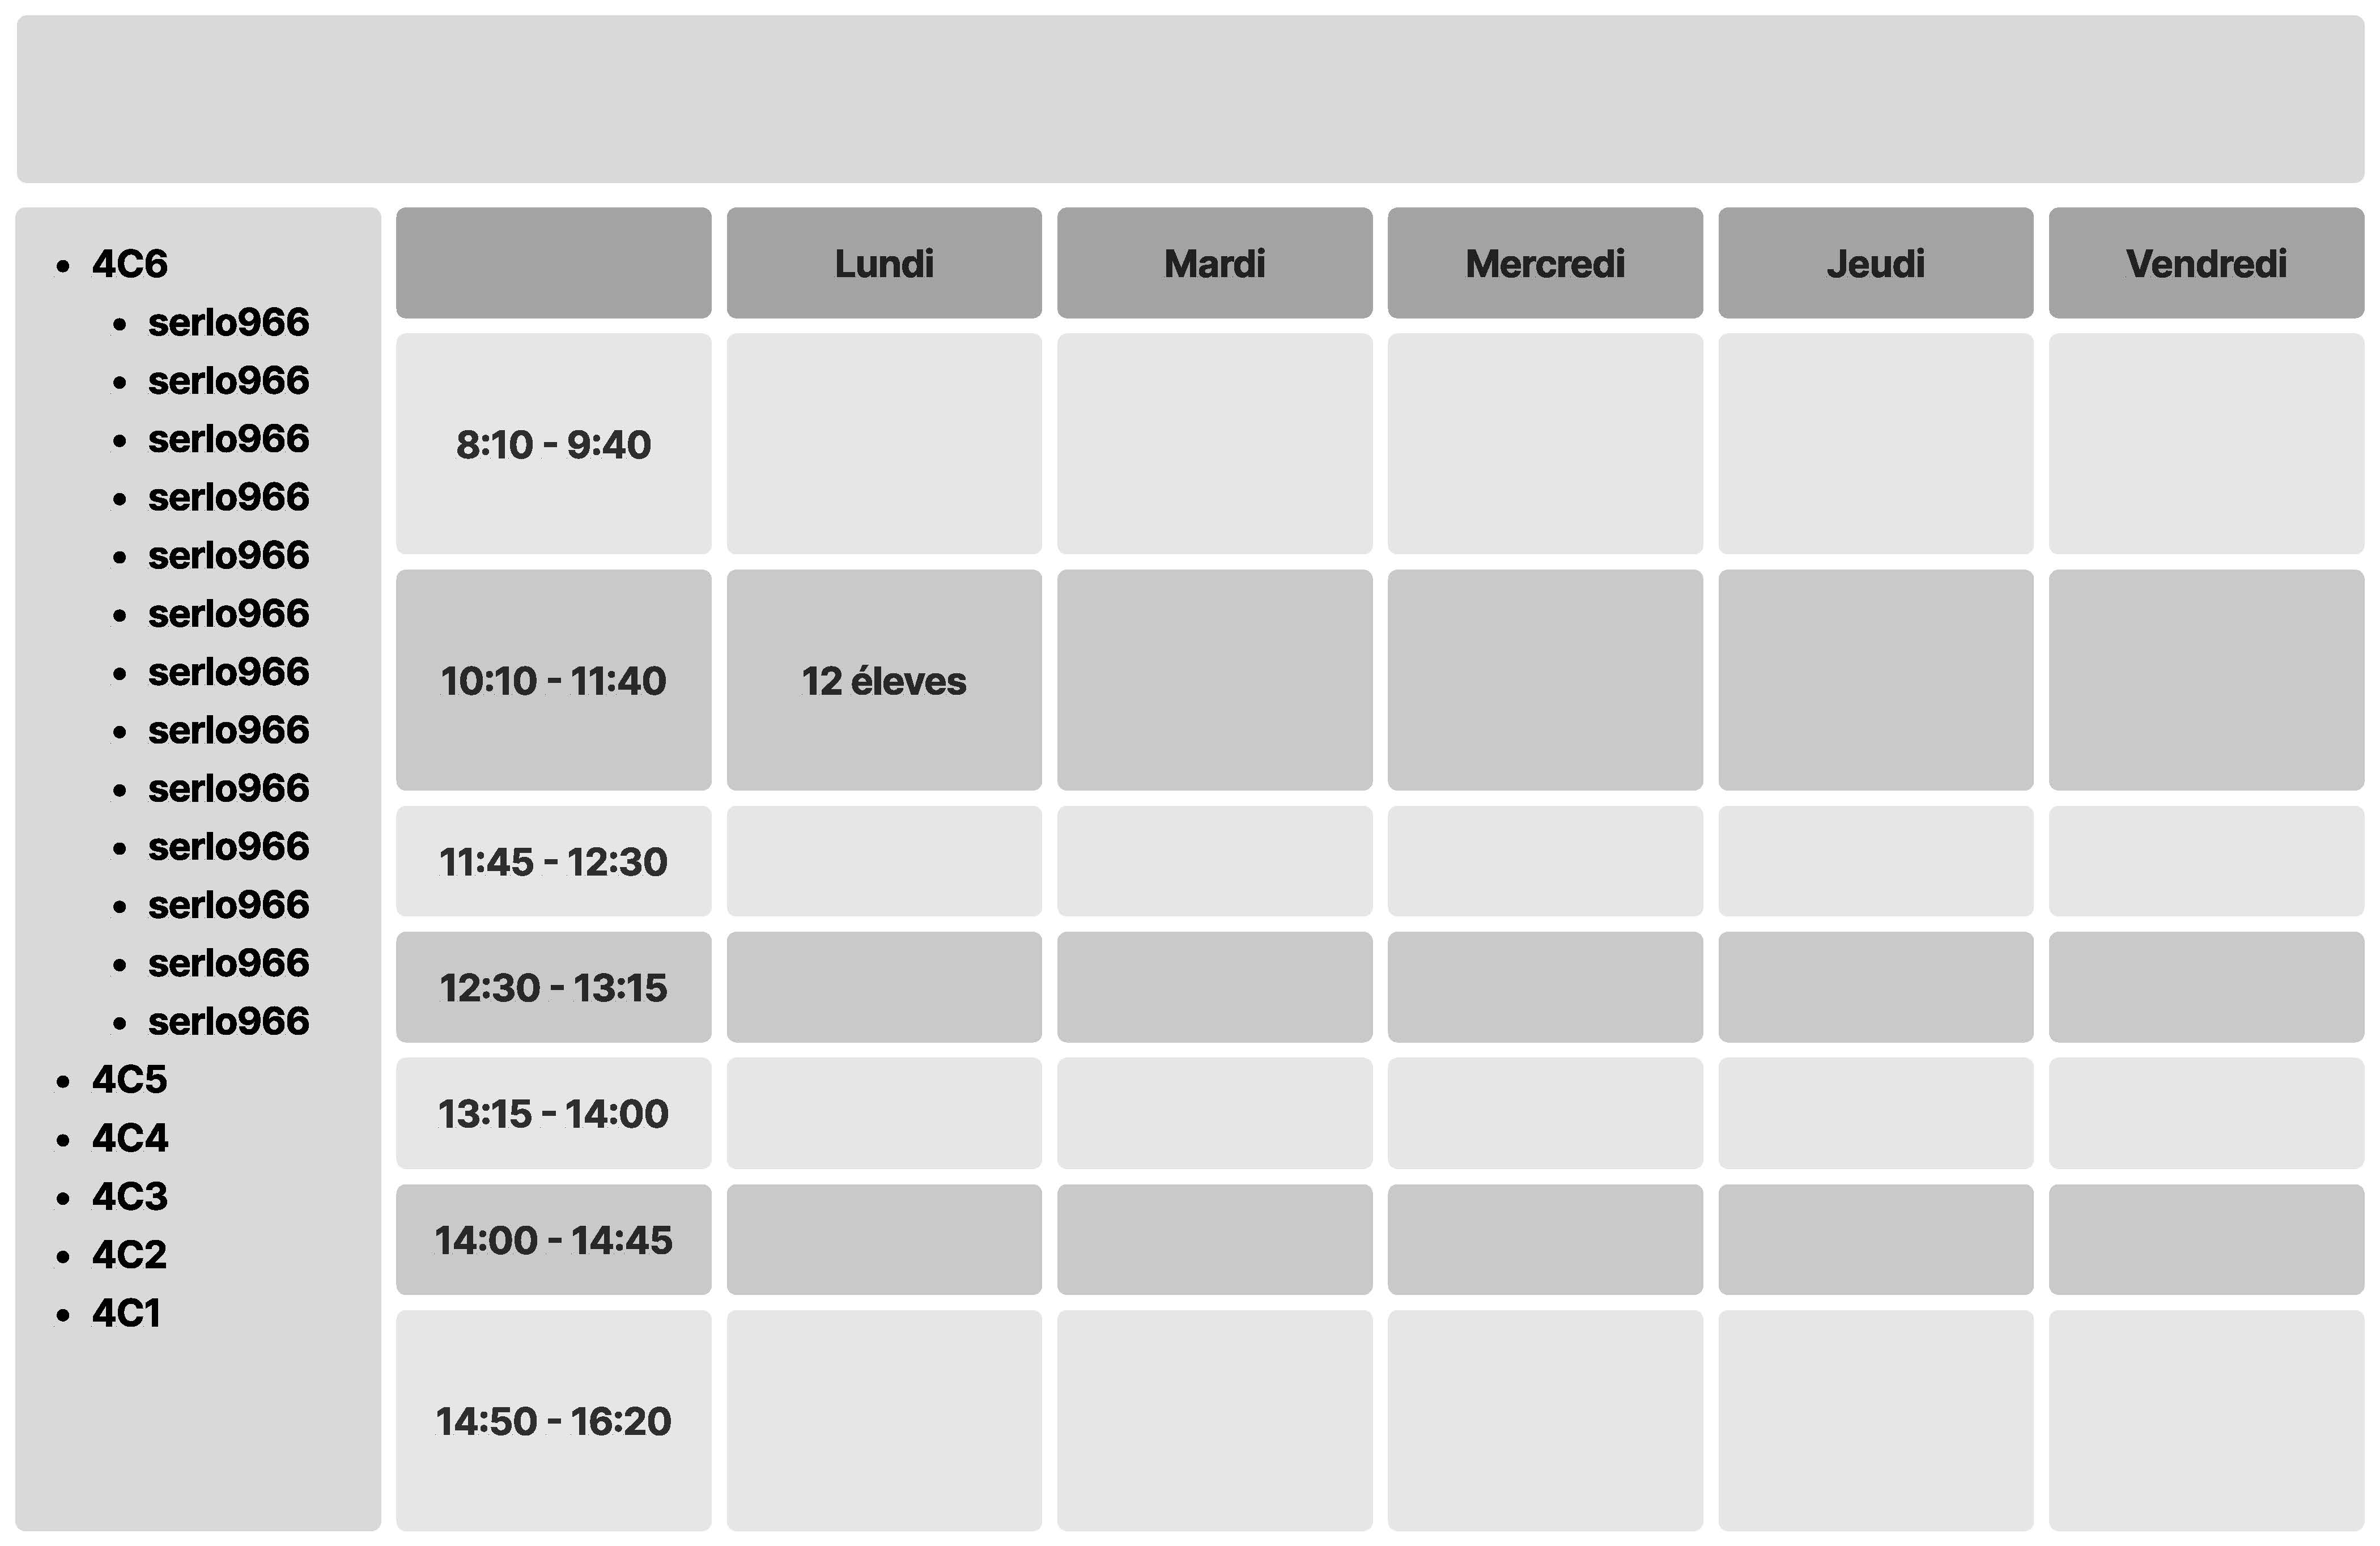 • 4C6
• serlo966
• serlo966
• serlo966
• serlo966
• serlo966
• serlo966
• serlo966
• serlo966
• serlo966
• serlo966
• serlo966
• serlo966
• serlo966
• 4C5
• 4C4
• 4C3
• 4C2
• 4C1
Lundi Mardi Mercredi Jeudi Vendredi
8:10 - 9:40
10:10 - 11:40 12 éleves
11:45 - 12:30
12:30 - 13:15
13:15 - 14:00
14:00 - 14:45
14:50 - 16:20